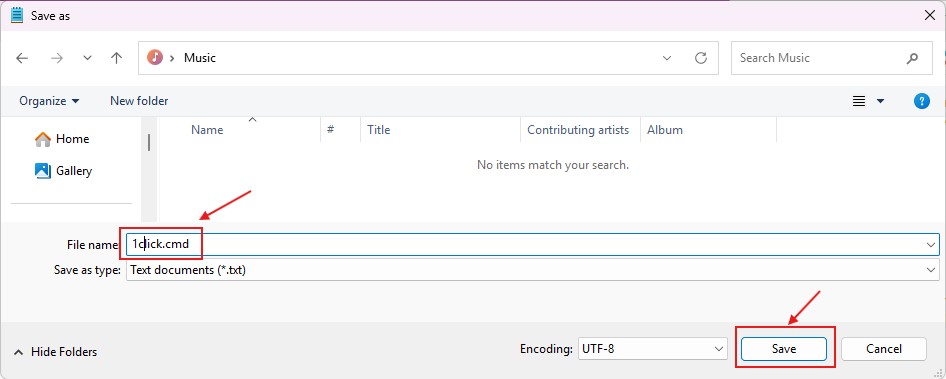 Save as
Music
Search Music
Organize
New folder
Home
Gallery
Name
#
Title
Contributing artists
Album
No items match your search.
File name:
1click.cmd
Save as type:
Text documents (*.txt)
Hide Folders
Encoding:
UTF-8
Save
Cancel